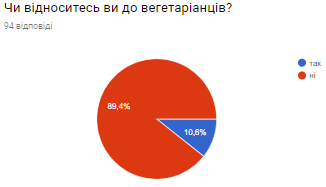 Чи відноситесь ви до вегетаріанців?
94 відповіді
так
ні
89,4%
10,6%